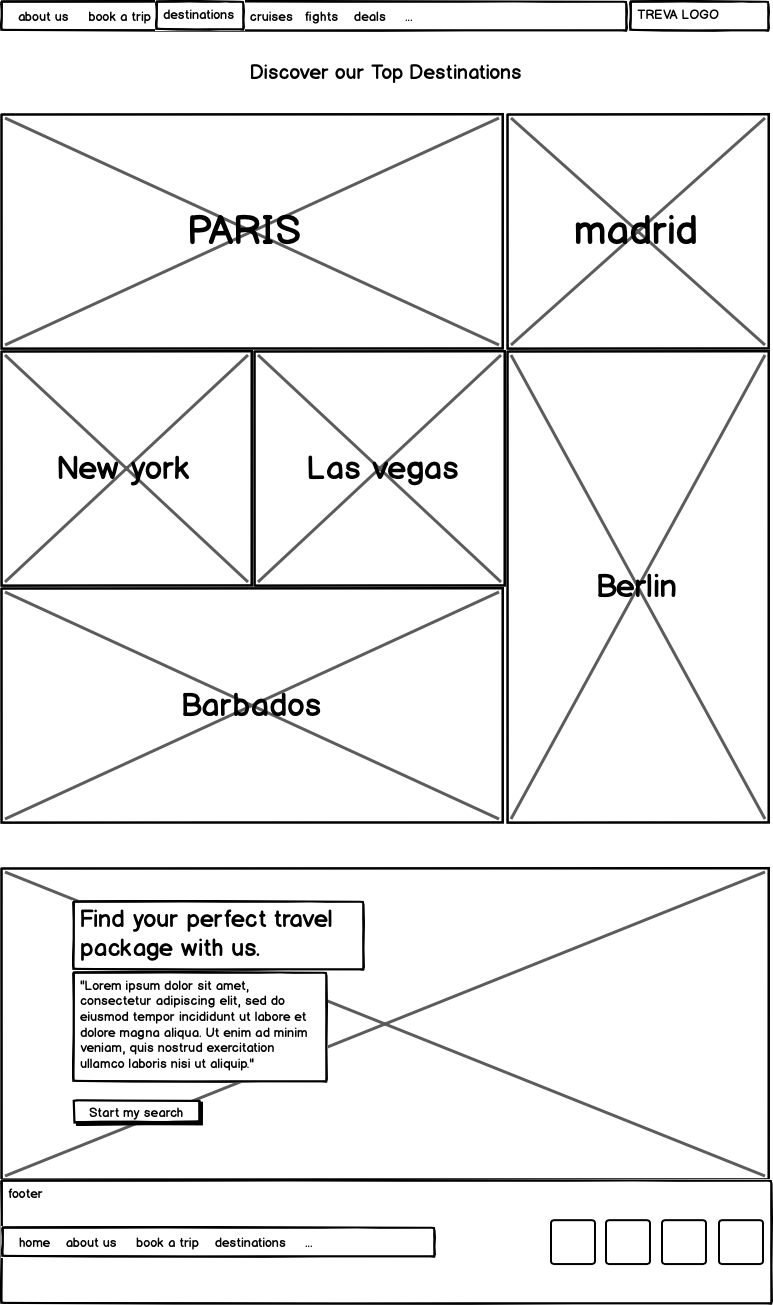 about us book a trip destinations cruises fights deals ... TREVA LOGO
Discover our Top Destinations
PARIS madrid
New york Las vegas
Berlin
Barbados
Find your perfect travel
package with us.
"Lorem ipsum dolor sit amet,
consectetur adipiscing elit, sed do
eiusmod tempor incididunt ut labore et
dolore magna aliqua. Ut enim ad minim
veniam, quis nostrud exercitation
ullamco laboris nisi ut aliquip."
Start my search
footer
home about us book a trip destinations ...